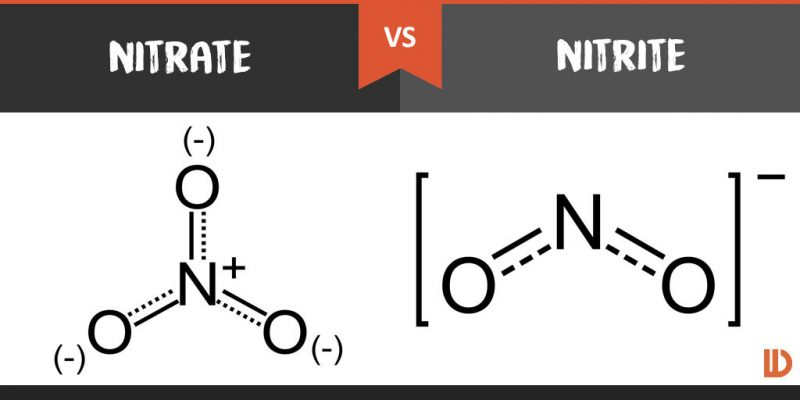 NITRATE
VS
NITRITE
(-)
O
N+
O
O
(-)
(-)
[O N O]−